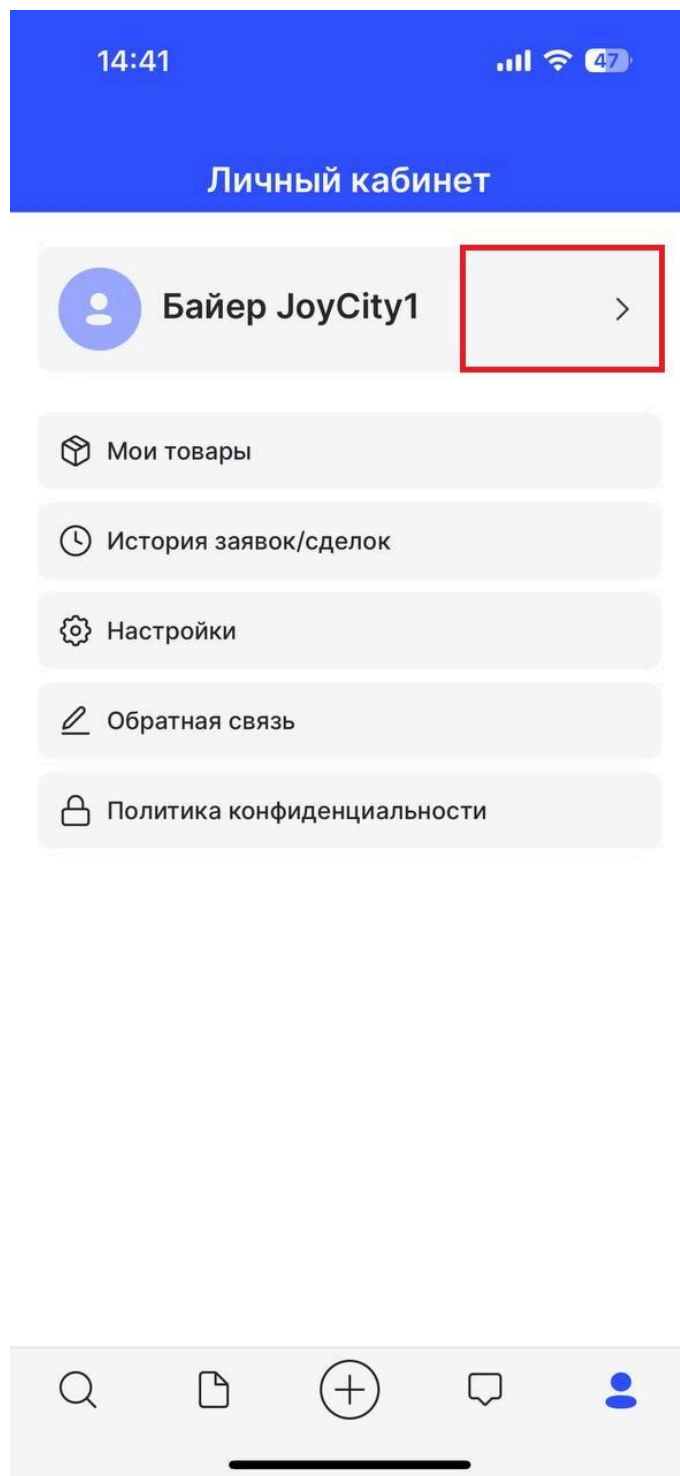 14:41
47
Личный кабинет
Байер JoyCity1
Мои товары
История заявок/сделок
Настройки
Обратная связь
Политика конфиденциальности